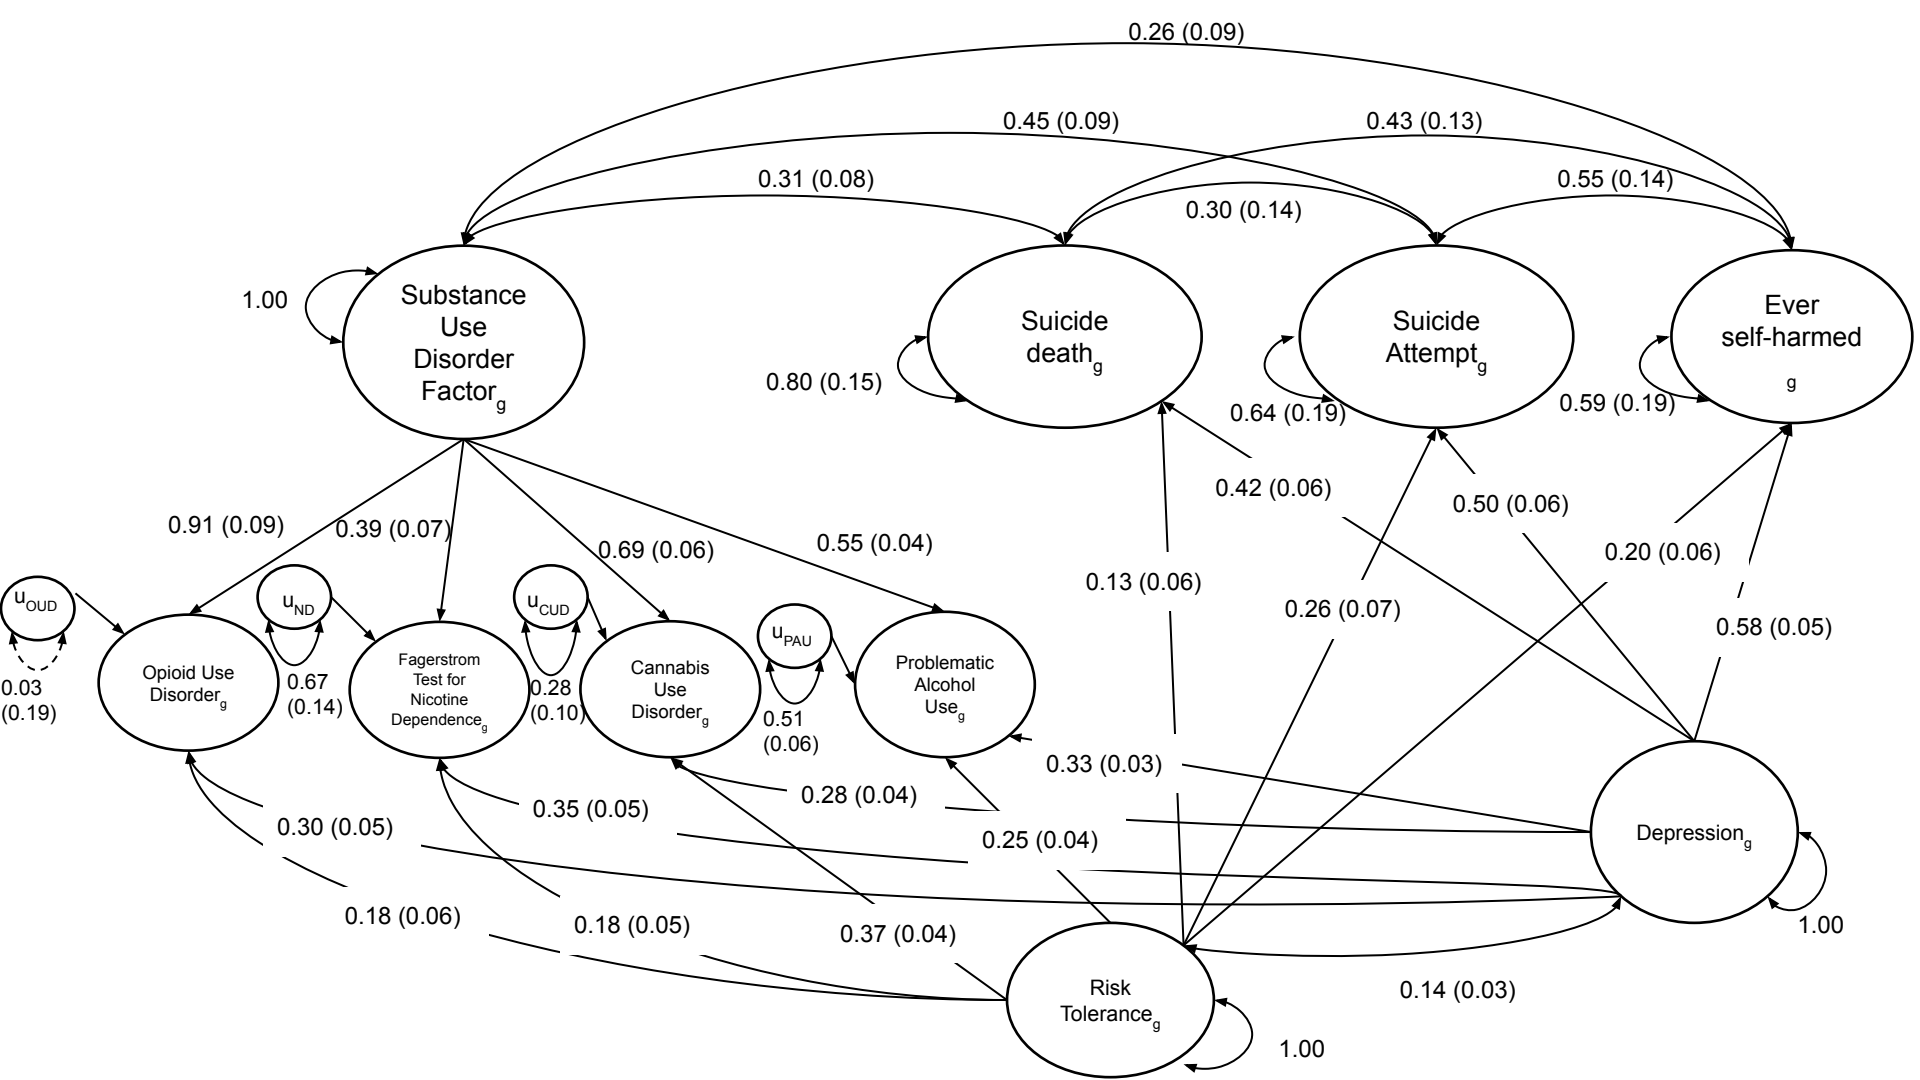 0.26 (0.09)
0.45 (0.09)
0.43 (0.13)
0.31 (0.08)
0.55 (0.14)
0.30 (0.14)
1.00
Substance
Use
Disorder
Factorg
Suicide
deathg
0.80 (0.15)
Suicide
Attemptg
0.64 (0.19)
Ever
self-harmed
g
0.59 (0.19)
0.91 (0.09)
0.39 (0.07)
0.69 (0.06)
0.55 (0.04)
0.42 (0.06)
0.50 (0.06)
0.20 (0.06)
0.13 (0.06)
0.26 (0.07)
0.58 (0.05)
uOUD
0.03
(0.19)
Opioid Use
Disorderg
uND
0.67
(0.14)
Fagerstrom
Test for
Nicotine
Dependenceg
uCUD
0.28
(0.10)
Cannabis
Use
Disorderg
uPAU
0.51
(0.06)
Problematic
Alcohol
Useg
0.33 (0.03)
0.28 (0.04)
0.35 (0.05)
0.30 (0.05)
0.25 (0.04)
Depressiong
1.00
0.18 (0.06)
0.18 (0.05)
0.37 (0.04)
Risk
Toleranceg
0.14 (0.03)
1.00